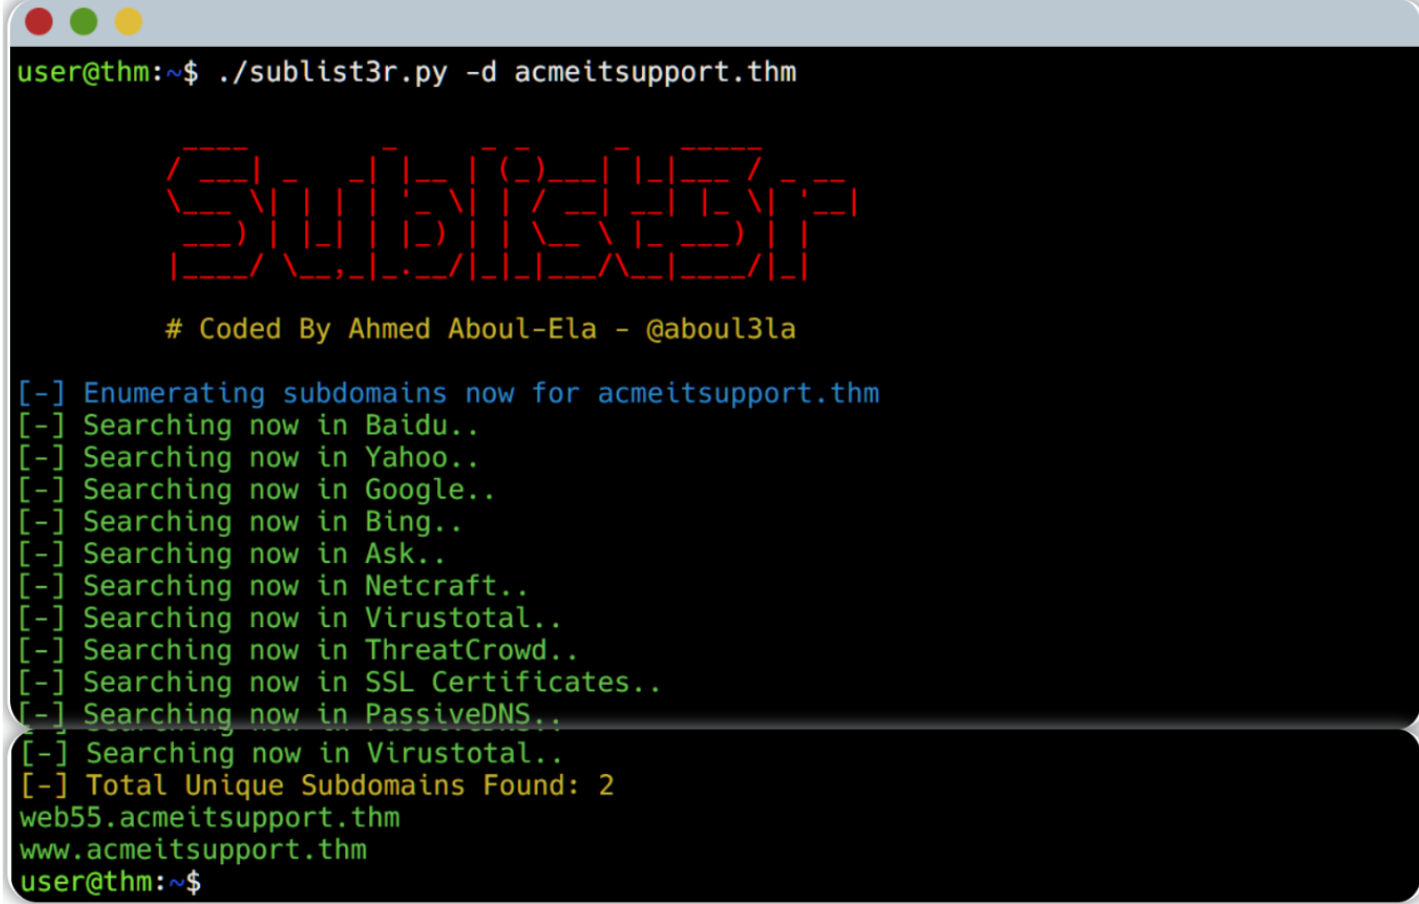 user@thm:~$ ./sublist3r.py -d acmeitsupport.thm
Sublist3r
# Coded By Ahmed Aboul-Ela - @aboul3la
[-] Enumerating subdomains now for acmeitsupport.thm
[-] Searching now in Baidu..
[-] Searching now in Yahoo..
[-] Searching now in Google..
[-] Searching now in Bing..
[-] Searching now in Ask..
[-] Searching now in Netcraft..
[-] Searching now in Virustotal..
[-] Searching now in ThreatCrowd..
[-] Searching now in SSL Certificates..
[-] Searching now in PassiveDNS..
[-] Searching now in Virustotal..
[-] Total Unique Subdomains Found: 2
web55.acmeitsupport.thm
www.acmeitsupport.thm
user@thm:~$